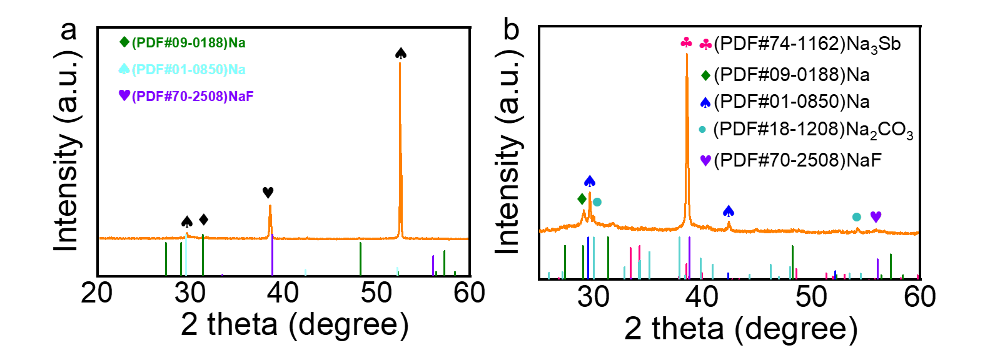 a
♦(PDF#09-0188)Na
♠(PDF#01-0850)Na
♥(PDF#70-2508)NaF
Intensity (a.u.)
20 30 40 50 60
2 theta (degree)
b
♣(PDF#74-1162)Na₃Sb
♦(PDF#09-0188)Na
♠(PDF#01-0850)Na
●(PDF#18-1208)Na₂CO₃
♥(PDF#70-2508)NaF
Intensity (a.u.)
30 40 50 60
2 theta (degree)